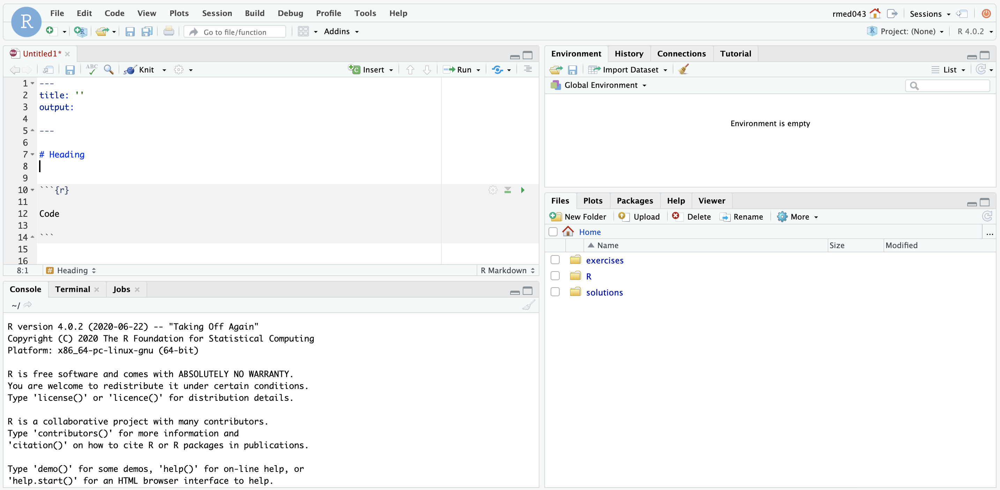 R File Edit Code View Plots Session Build Debug Profile Tools Help rmed043 Sessions
Go to file/function Addins Project: (None) R 4.0.2
Untitled1*
ABC Knit Insert Run
1 ---
2 title: ''
3 output:
4
5 ---
6
7 # Heading
8
9
10 ```{r}
11
12 Code
13
14 ```
15
16
8:1 # Heading R Markdown
Console Terminal Jobs
~/
R version 4.0.2 (2020-06-22) -- "Taking Off Again"
Copyright (C) 2020 The R Foundation for Statistical Computing
Platform: x86_64-pc-linux-gnu (64-bit)
R is free software and comes with ABSOLUTELY NO WARRANTY.
You are welcome to redistribute it under certain conditions.
Type 'license()' or 'licence()' for distribution details.
R is a collaborative project with many contributors.
Type 'contributors()' for more information and
'citation()' on how to cite R or R packages in publications.
Type 'demo()' for some demos, 'help()' for on-line help, or
'help.start()' for an HTML browser interface to help.
Environment History Connections Tutorial
Import Dataset List
Global Environment
Environment is empty
Files Plots Packages Help Viewer
New Folder Upload Delete Rename More
Home ...
Name Size Modified
exercises
R
solutions